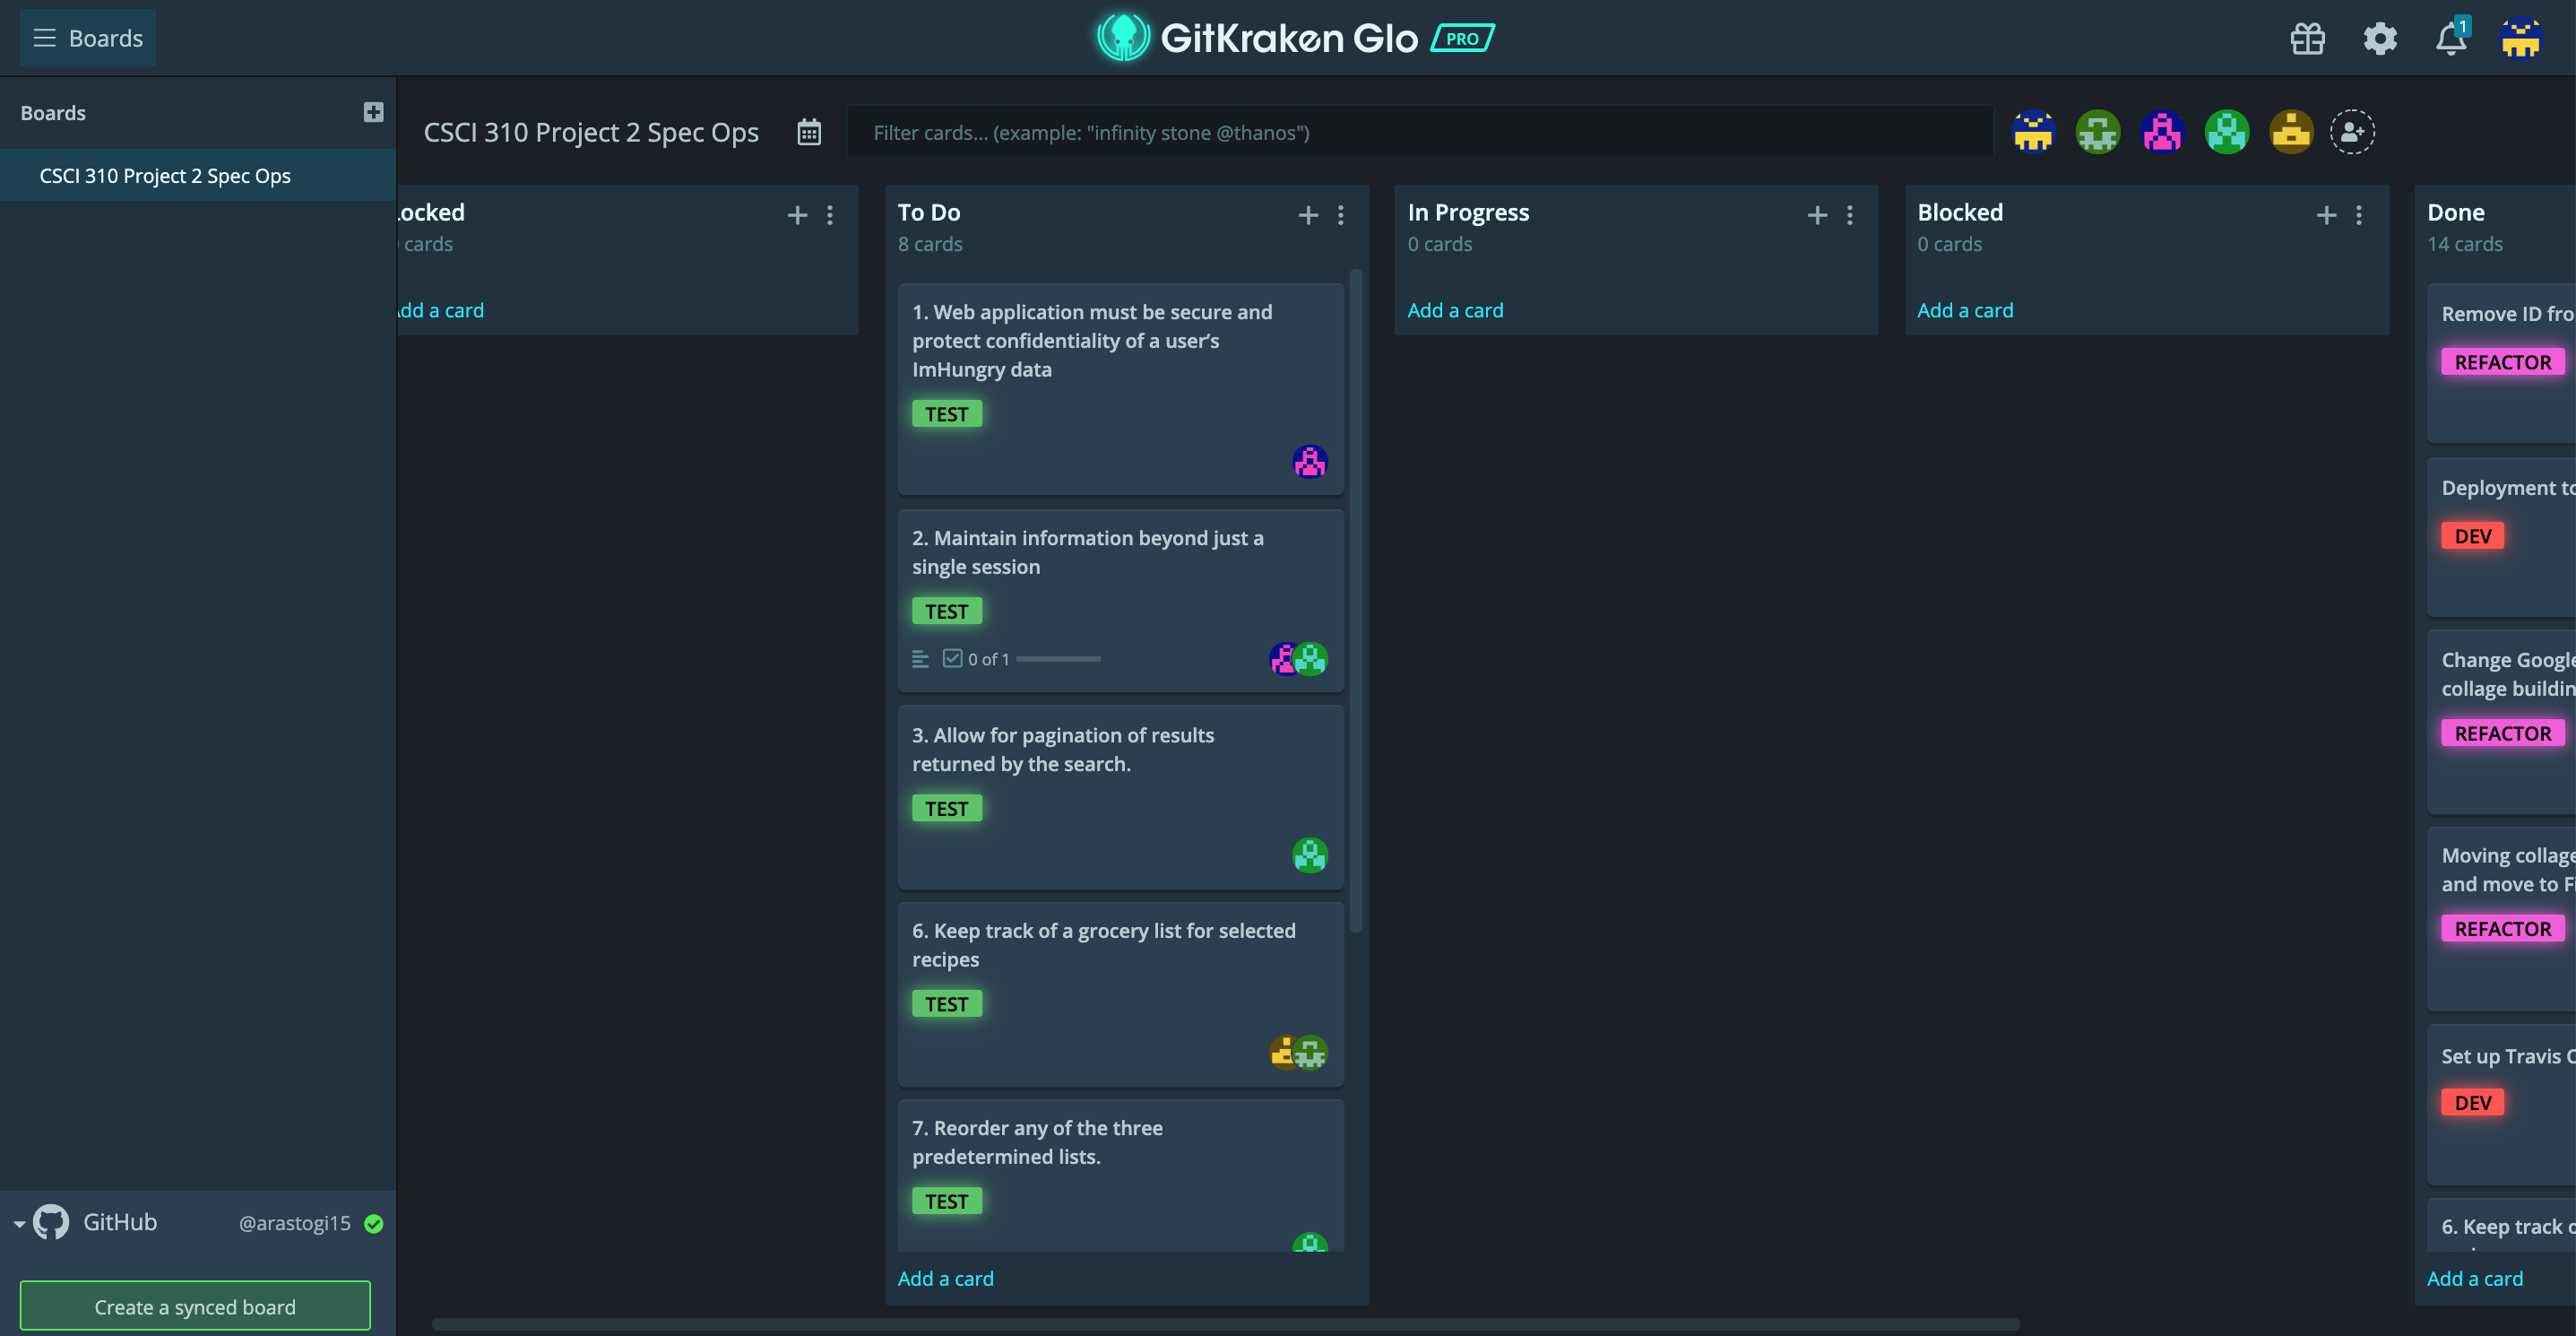 Boards
GitKraken Glo PRO
1
Boards
CSCI 310 Project 2 Spec Ops
CSCI 310 Project 2 Spec Ops
Filter cards... (example: "infinity stone @thanos")
ocked
cards
Add a card
To Do
8 cards
1. Web application must be secure and
protect confidentiality of a user's
ImHungry data
TEST
2. Maintain information beyond just a
single session
TEST
0 of 1
3. Allow for pagination of results
returned by the search.
TEST
6. Keep track of a grocery list for selected
recipes
TEST
7. Reorder any of the three
predetermined lists.
TEST
Add a card
In Progress
0 cards
Add a card
Blocked
0 cards
Add a card
Done
14 cards
Remove ID fro
REFACTOR
Deployment to
DEV
Change Google
collage buildin
REFACTOR
Moving collage
and move to Fi
REFACTOR
Set up Travis C
DEV
6. Keep track o
Add a card
GitHub
@arastogi15
Create a synced board